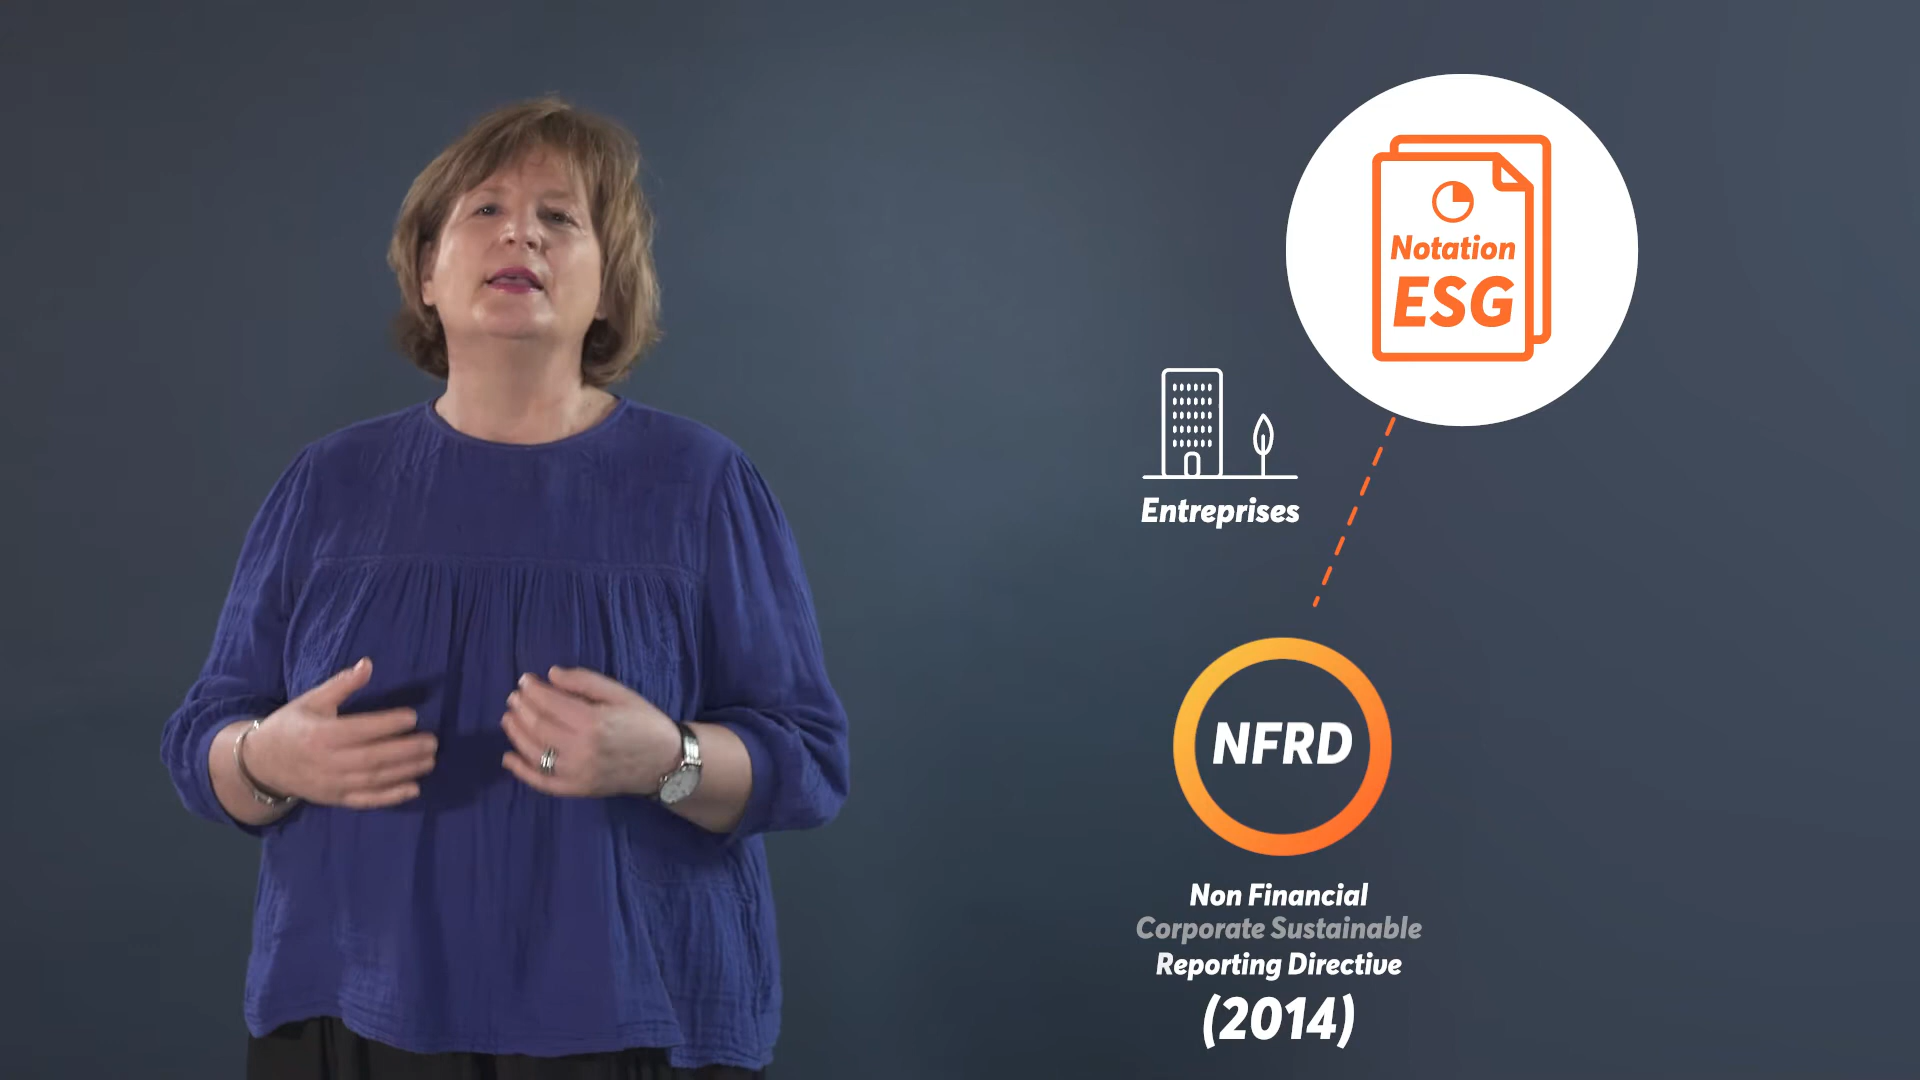 Notation
ESG
Entreprises
NFRD
Non Financial
Corporate Sustainable
Reporting Directive
(2014)